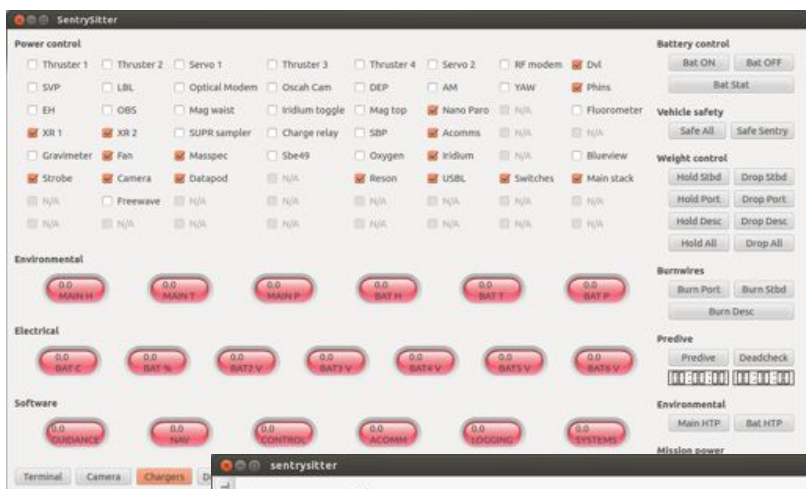 SentrySitter
Power control
Thruster 1 Thruster 2 Servo 1 Thruster 3 Thruster 4 Servo 2 RF modem Dvl
SVP LBL Optical Modem Oscah Cam DEP AM YAW Phins
EH OBS Mag waist Iridium toggle Mag top Nano Paro N/A Fluorometer
XR 1 XR 2 SUPR sampler Charge relay SBP Acomms N/A N/A
Gravimeter Fan Masspec Sbe49 Oxygen Iridium N/A Blueview
Strobe Camera Datapod N/A Reson USBL Switches Main stack
N/A Freewave N/A N/A N/A N/A N/A N/A
N/A N/A N/A N/A N/A N/A N/A N/A
Environmental
0.0 0.0 0.0 0.0 0.0 0.0
MAIN H MAIN T MAIN P BAT H BAT T BAT P
Electrical
0.0 0.0 0.0 0.0 0.0 0.0 0.0
BAT C BAT % BAT2 V BAT3 V BAT4 V BAT5 V BAT6 V
Software
0.0 0.0 0.0 0.0 0.0 0.0
GUIDANCE NAV CONTROL ACOMM LOGGING SYSTEMS
Terminal Camera Chargers
sentrysitter
Battery control
Bat ON Bat OFF
Bat Stat
Vehicle safety
Safe All Safe Sentry
Weight control
Hold Stbd Drop Stbd
Hold Port Drop Port
Hold Desc Drop Desc
Hold All Drop All
Burnwires
Burn Port Burn Stbd
Burn Desc
Predive
Predive Deadcheck
Environmental
Main HTP Bat HTP
Mission power